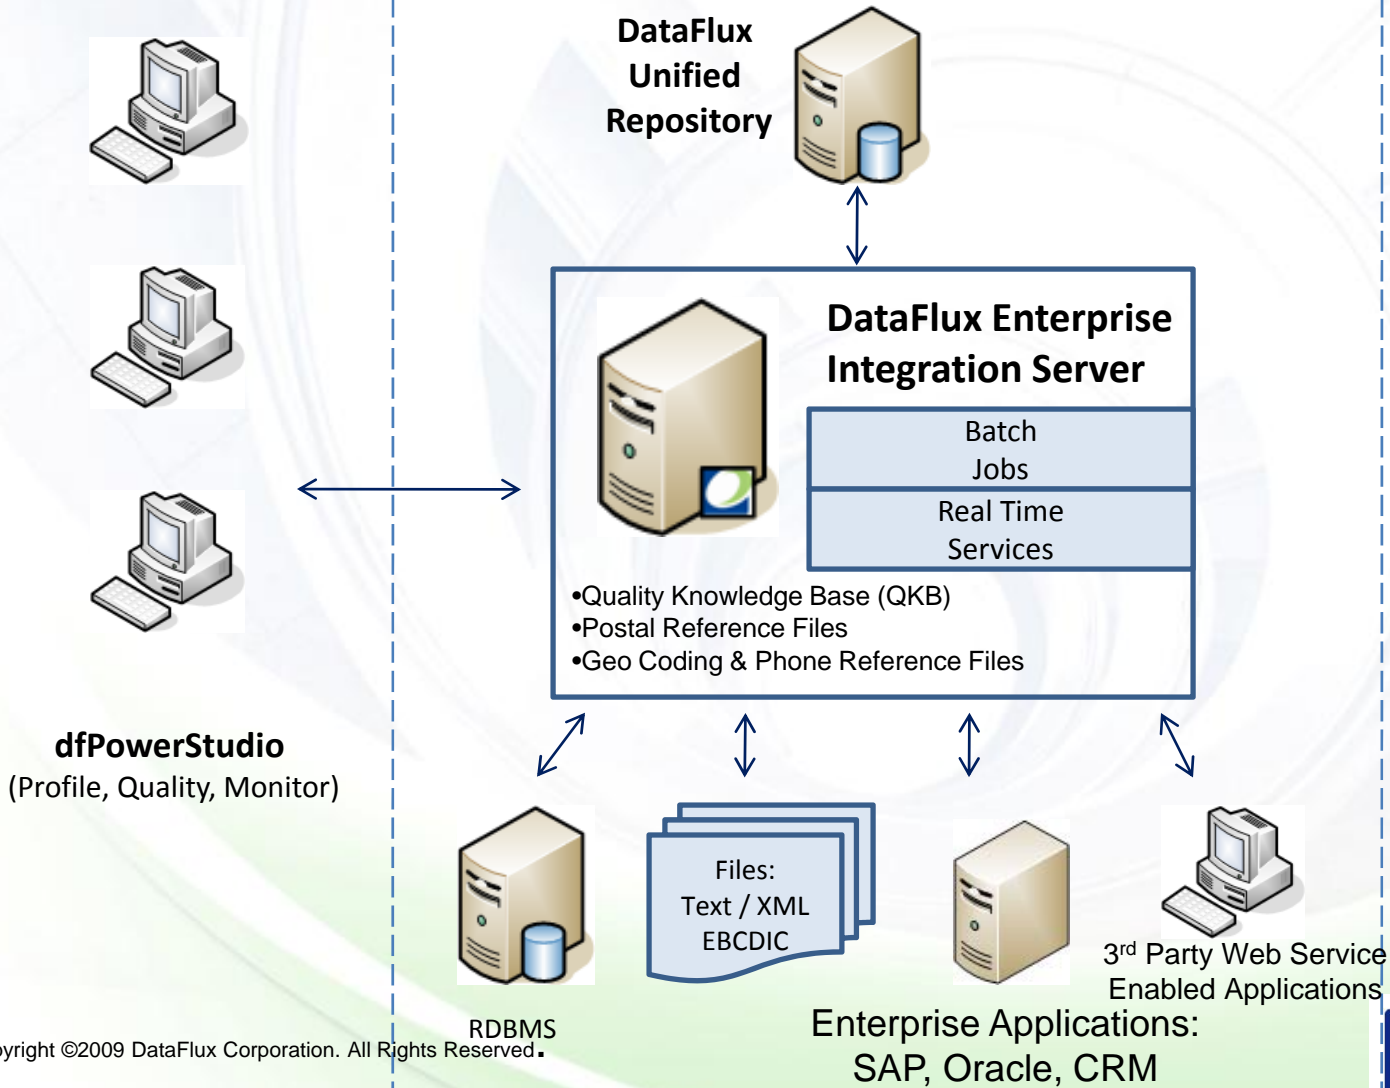 DataFlux
Unified
Repository
DataFlux Enterprise
Integration Server
Batch
Jobs
Real Time
Services
•Quality Knowledge Base (QKB)
•Postal Reference Files
•Geo Coding & Phone Reference Files
dfPowerStudio
(Profile, Quality, Monitor)
Files:
Text / XML
EBCDIC
3rd Party Web Service
Enabled Applications
RDBMS
Enterprise Applications:
SAP, Oracle, CRM
pyright ©2009 DataFlux Corporation. All Rights Reserved.